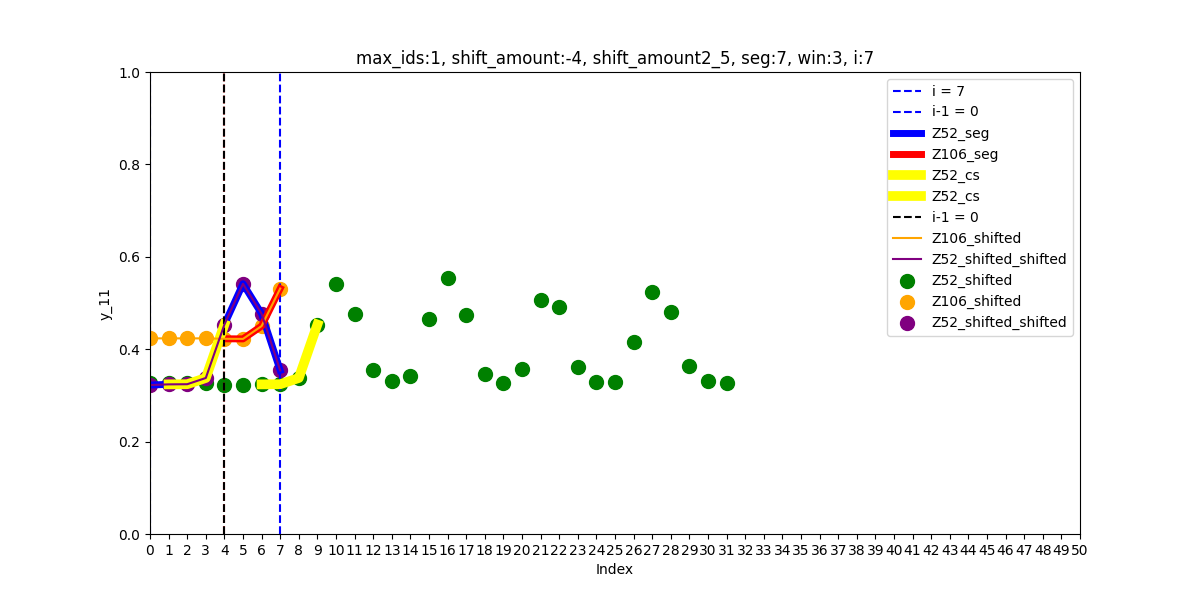 max_ids:1, shift_amount:-4, shift_amount2_5, seg:7, win:3, i:7
y_11
1.0
0.8
0.6
0.4
0.2
0.0
i = 7
i-1 = 0
Z52_seg
Z106_seg
Z52_cs
Z52_cs
i-1 = 0
Z106_shifted
Z52_shifted_shifted
Z52_shifted
Z106_shifted
Z52_shifted_shifted
0 1 2 3 4 5 6 7 8 9 10 11 12 13 14 15 16 17 18 19 20 21 22 23 24 25 26 27 28 29 30 31 32 33 34 35 36 37 38 39 40 41 42 43 44 45 46 47 48 49 50
Index